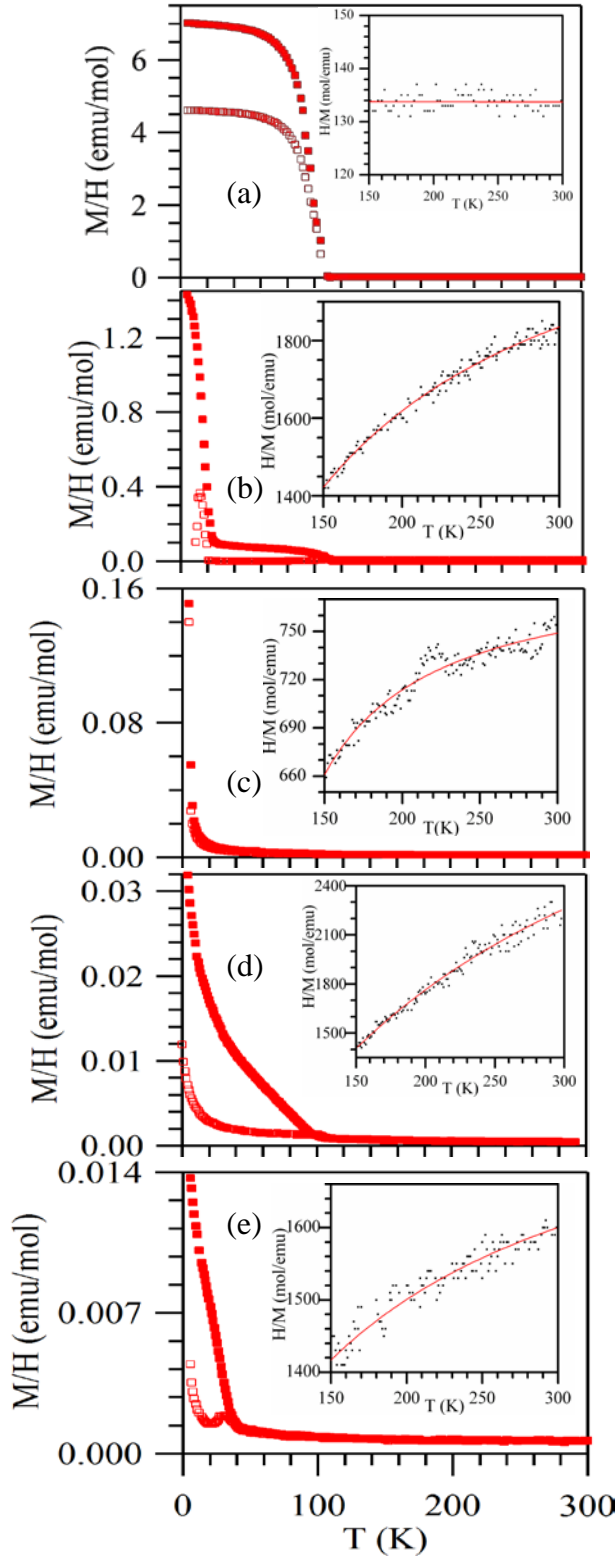 6
4
2
0
M/H (emu/mol)
(a)
150
140
130
120
H/M (mol/emu)
150 200 250 300
T (K)
1.2
0.8
0.4
0.0
M/H (emu/mol)
(b)
1800
1600
1400
H/M (mol/emu)
150 200 250 300
T (K)
0.16
0.08
0.00
M/H (emu/mol)
(c)
750
720
690
660
H/M (mol/emu)
150 200 250 300
T(K)
0.03
0.02
0.01
0.00
M/H (emu/mol)
(d)
2400
2100
1800
1500
H/M (mol/emu)
150 200 250 300
T (K)
0.014
0.007
0.000
M/H (emu/mol)
(e)
1600
1500
1400
H/M (mol/emu)
150 200 250 300
T (K)
0 100 200 300
T (K)